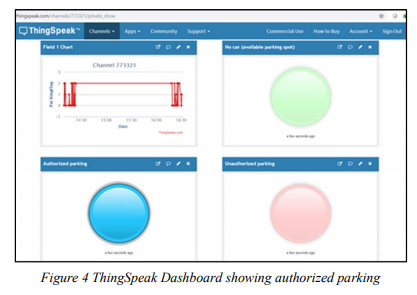 thingspeak.com/channels/773321/private_show
ThingSpeak™ Channels Apps Community Support Commercial Use How to Buy Account Sign Out
Field 1 Chart
No car (available parking spot)
Channel 773321
14:30 15:00 15:30 16:00 16:30
Date
ThingSpeak.com
a few seconds ago
Authorized parking
Unauthorized parking
a few seconds ago
a few seconds ago
Figure 4 ThingSpeak Dashboard showing authorized parking